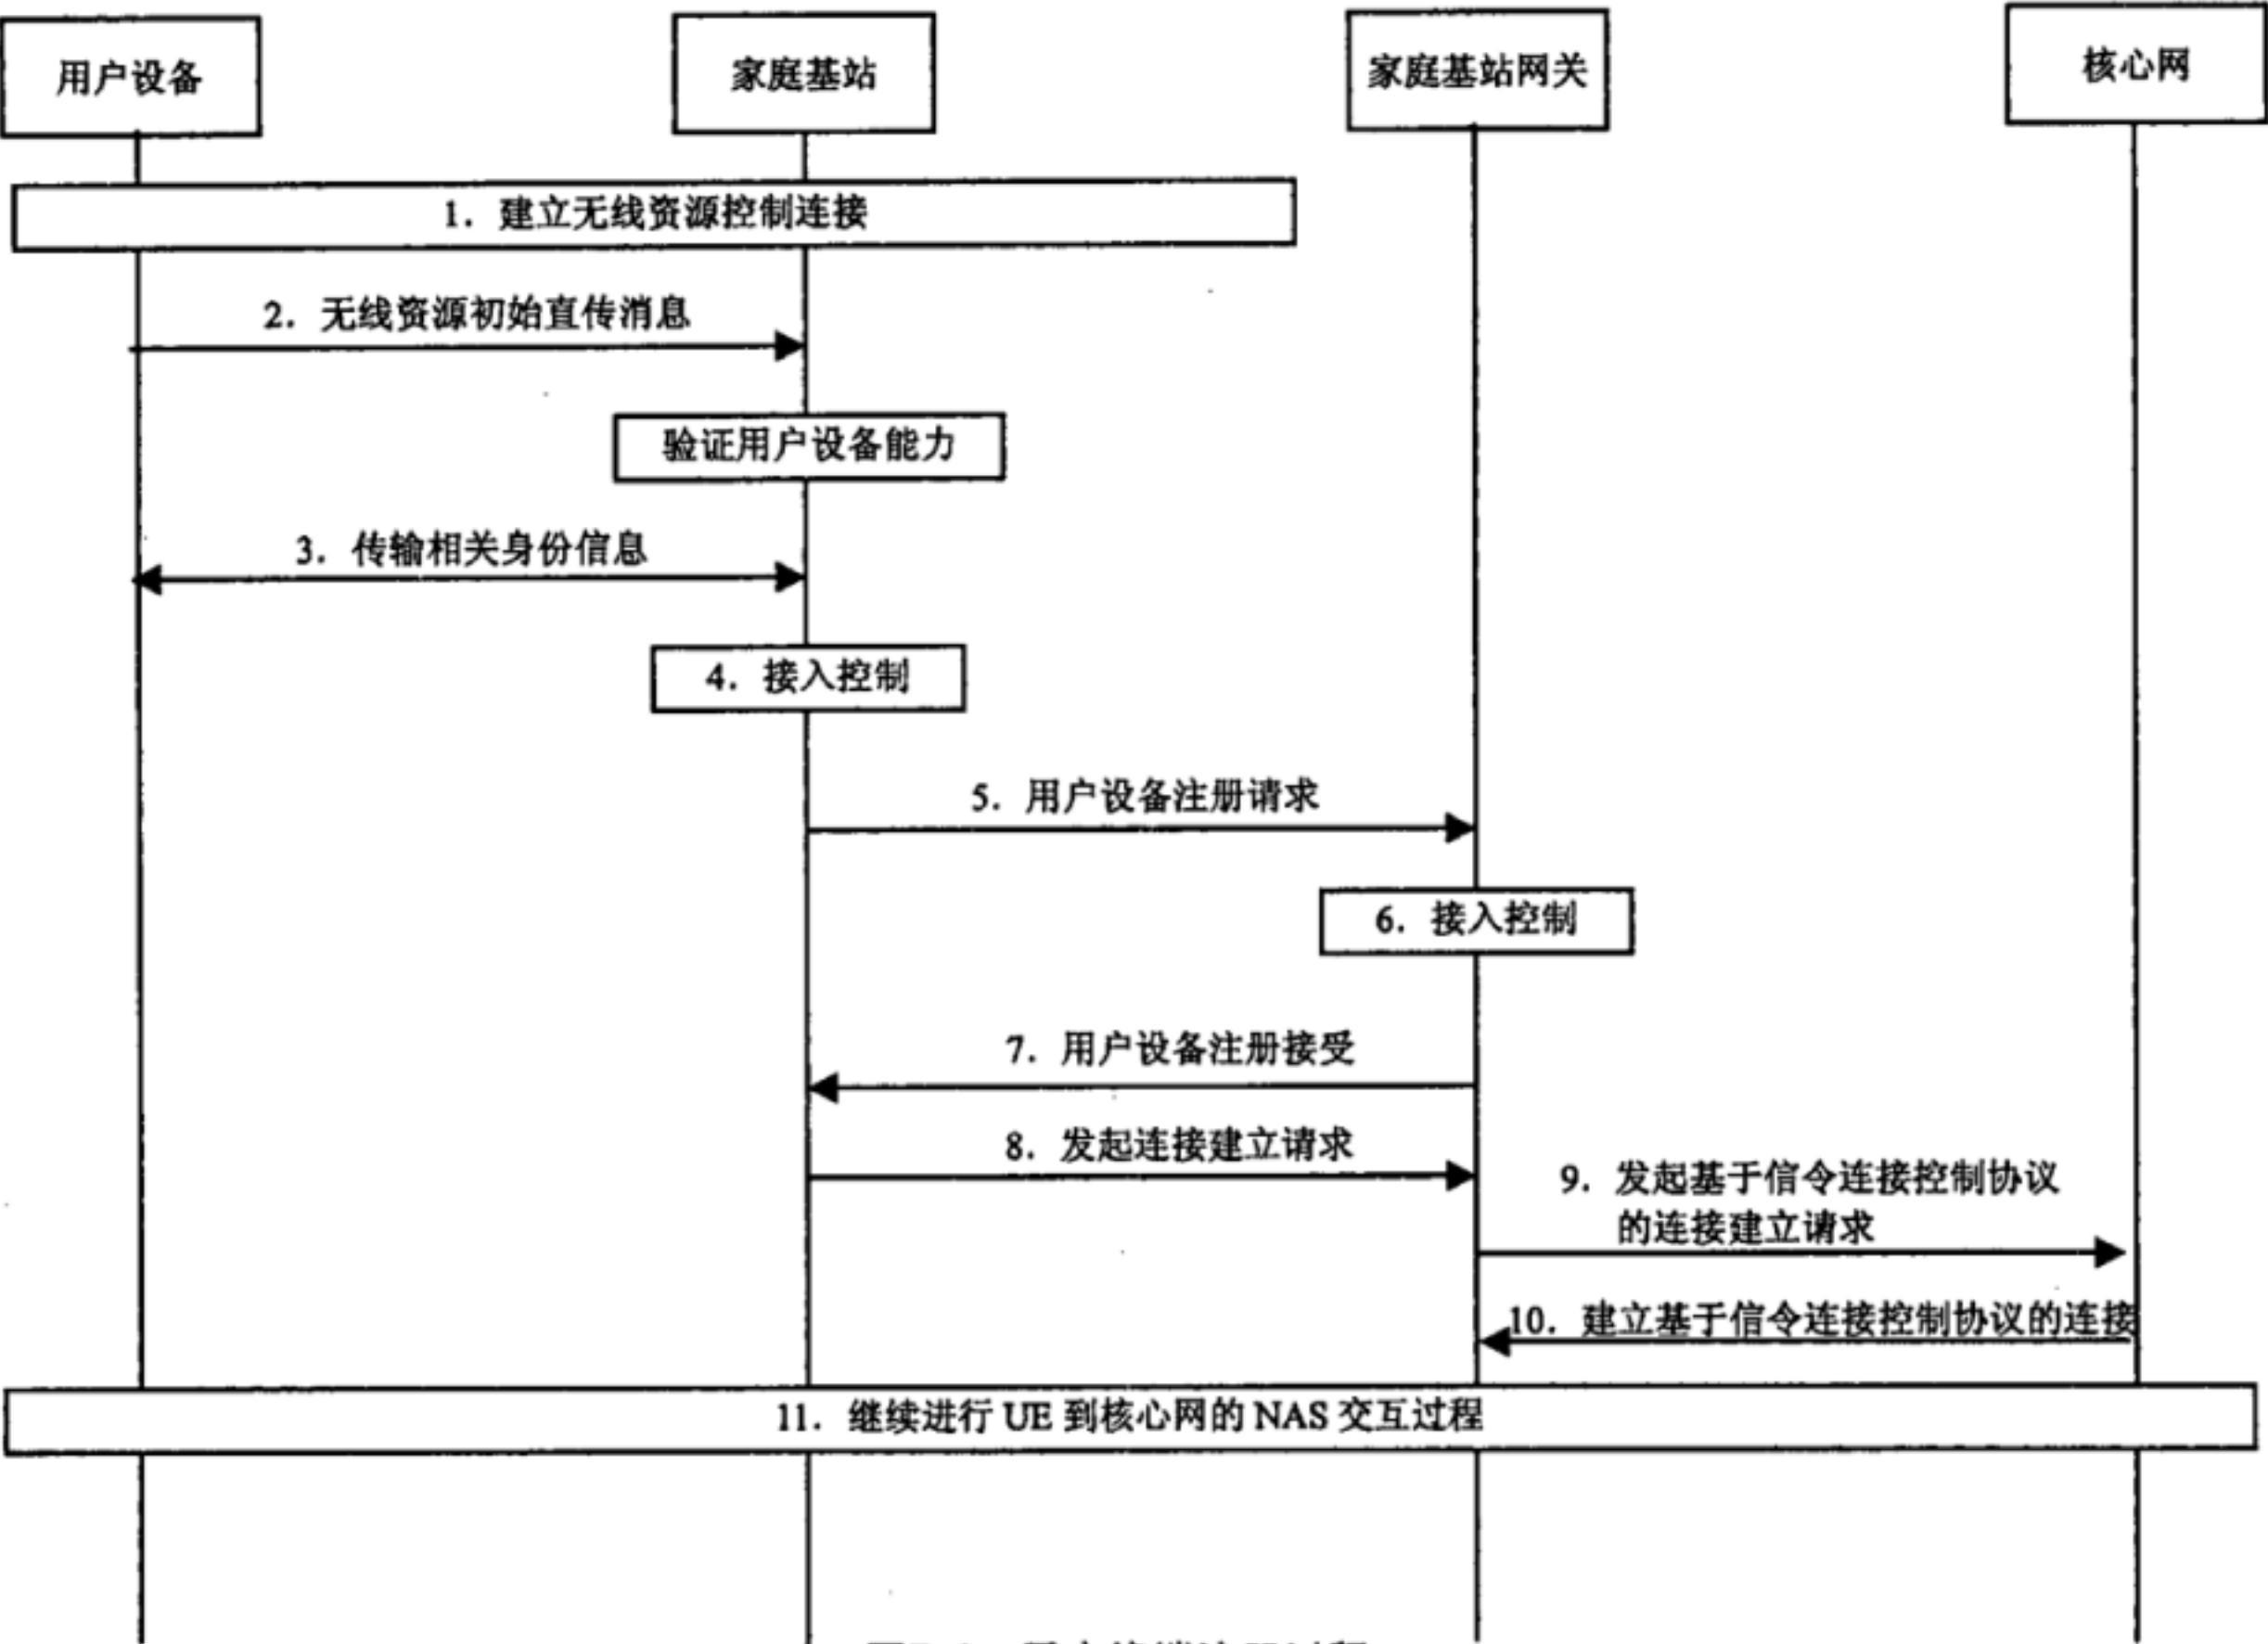 用户设备
家庭基站
家庭基站网关
核心网
1. 建立无线资源控制连接
2. 无线资源初始直传消息
验证用户设备能力
3. 传输相关身份信息
4. 接入控制
5. 用户设备注册请求
6. 接入控制
7. 用户设备注册接受
8. 发起连接建立请求
9. 发起基于信令连接控制协议
的连接建立请求
10. 建立基于信令连接控制协议的连接
11. 继续进行 UE 到核心网的 NAS 交互过程